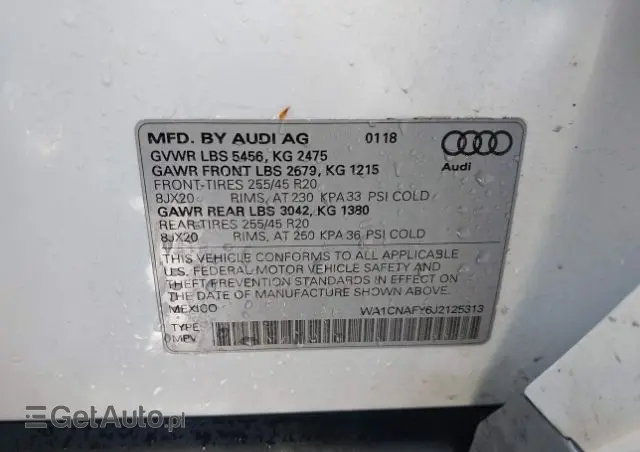 MFD. BY AUDI AG 01 18
GVWR LBS 5456, KG 2475
GAWR FRONT LBS 2679, KG 1215
FRONT-TIRES 255/45 R20
8JX20 RIMS, AT 230 KPA 33 PSI COLD
GAWR REAR LBS 3042, KG 1380
REAR-TIRES 255/45 R20
8JX20 RIMS, AT 250 KPA 36 PSI COLD
Audi
THIS VEHICLE CONFORMS TO ALL APPLICABLE
U.S. FEDERAL MOTOR VEHICLE SAFETY AND
THEFT PREVENTION STANDARDS IN EFFECT ON
THE DATE OF MANUFACTURE SHOWN ABOVE.
MEXICO WA1CNAFY6J2125313
TYPE
MPV
GetAuto.pl